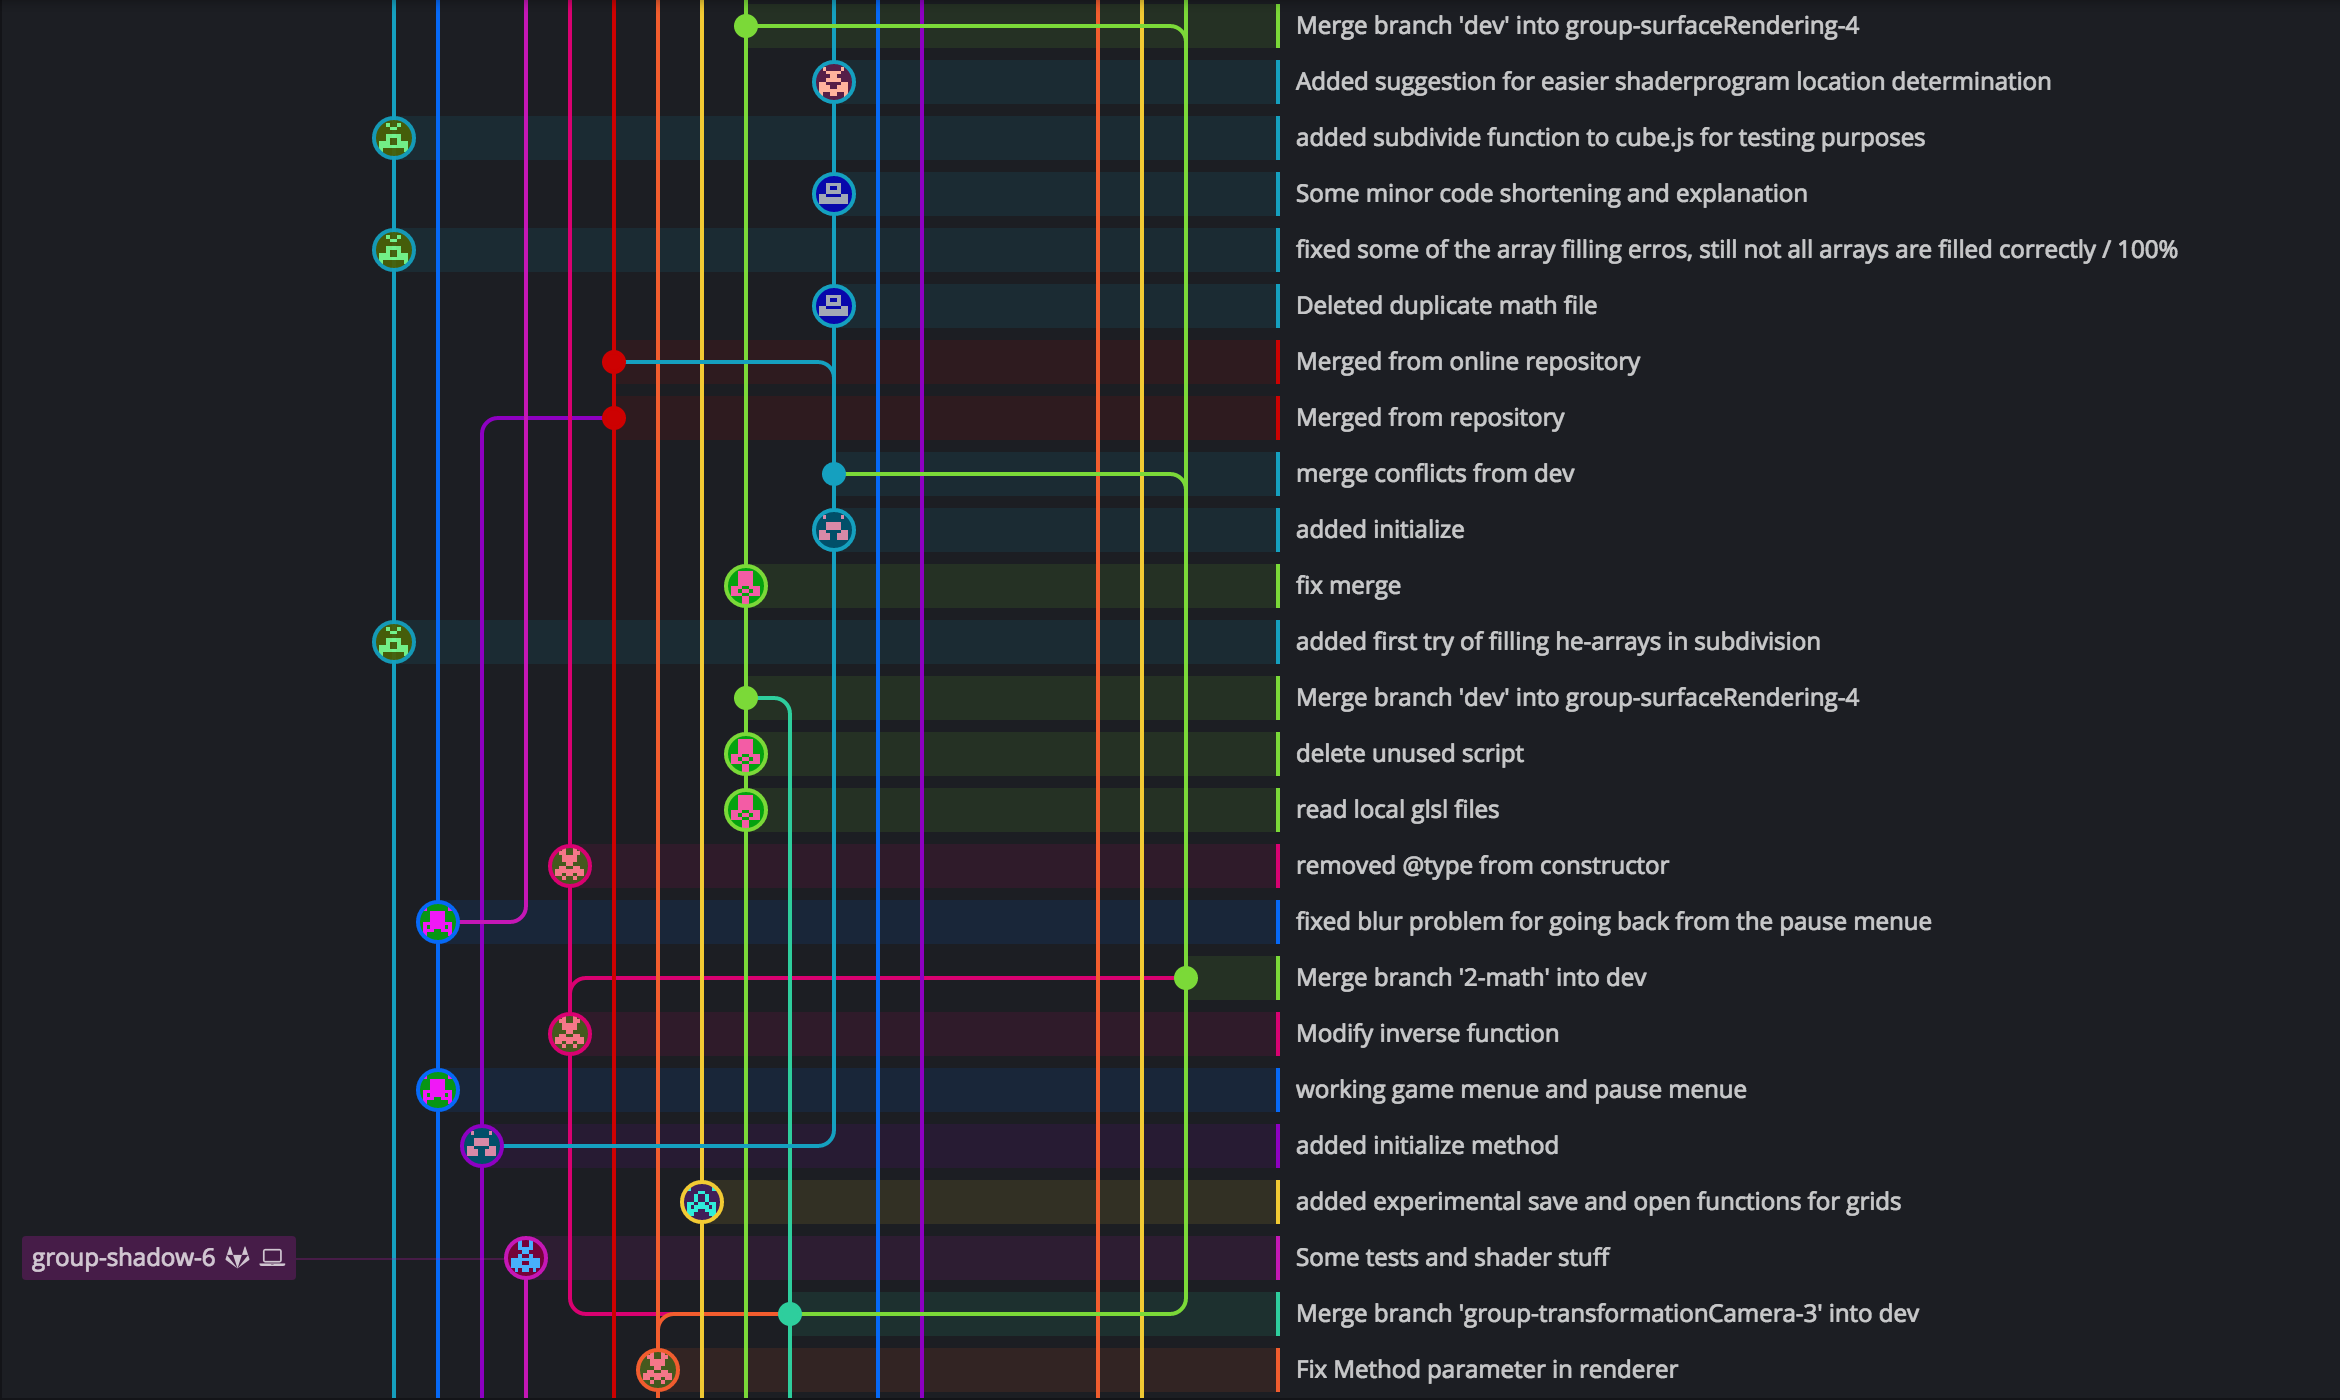 Merge branch 'dev' into group-surfaceRendering-4
Added suggestion for easier shaderprogram location determination
added subdivide function to cube.js for testing purposes
Some minor code shortening and explanation
fixed some of the array filling erros, still not all arrays are filled correctly / 100%
Deleted duplicate math file
Merged from online repository
Merged from repository
merge conflicts from dev
added initialize
fix merge
added first try of filling he-arrays in subdivision
Merge branch 'dev' into group-surfaceRendering-4
delete unused script
read local glsl files
removed @type from constructor
fixed blur problem for going back from the pause menue
Merge branch '2-math' into dev
Modify inverse function
working game menue and pause menue
added initialize method
added experimental save and open functions for grids
group-shadow-6
Some tests and shader stuff
Merge branch 'group-transformationCamera-3' into dev
Fix Method parameter in renderer